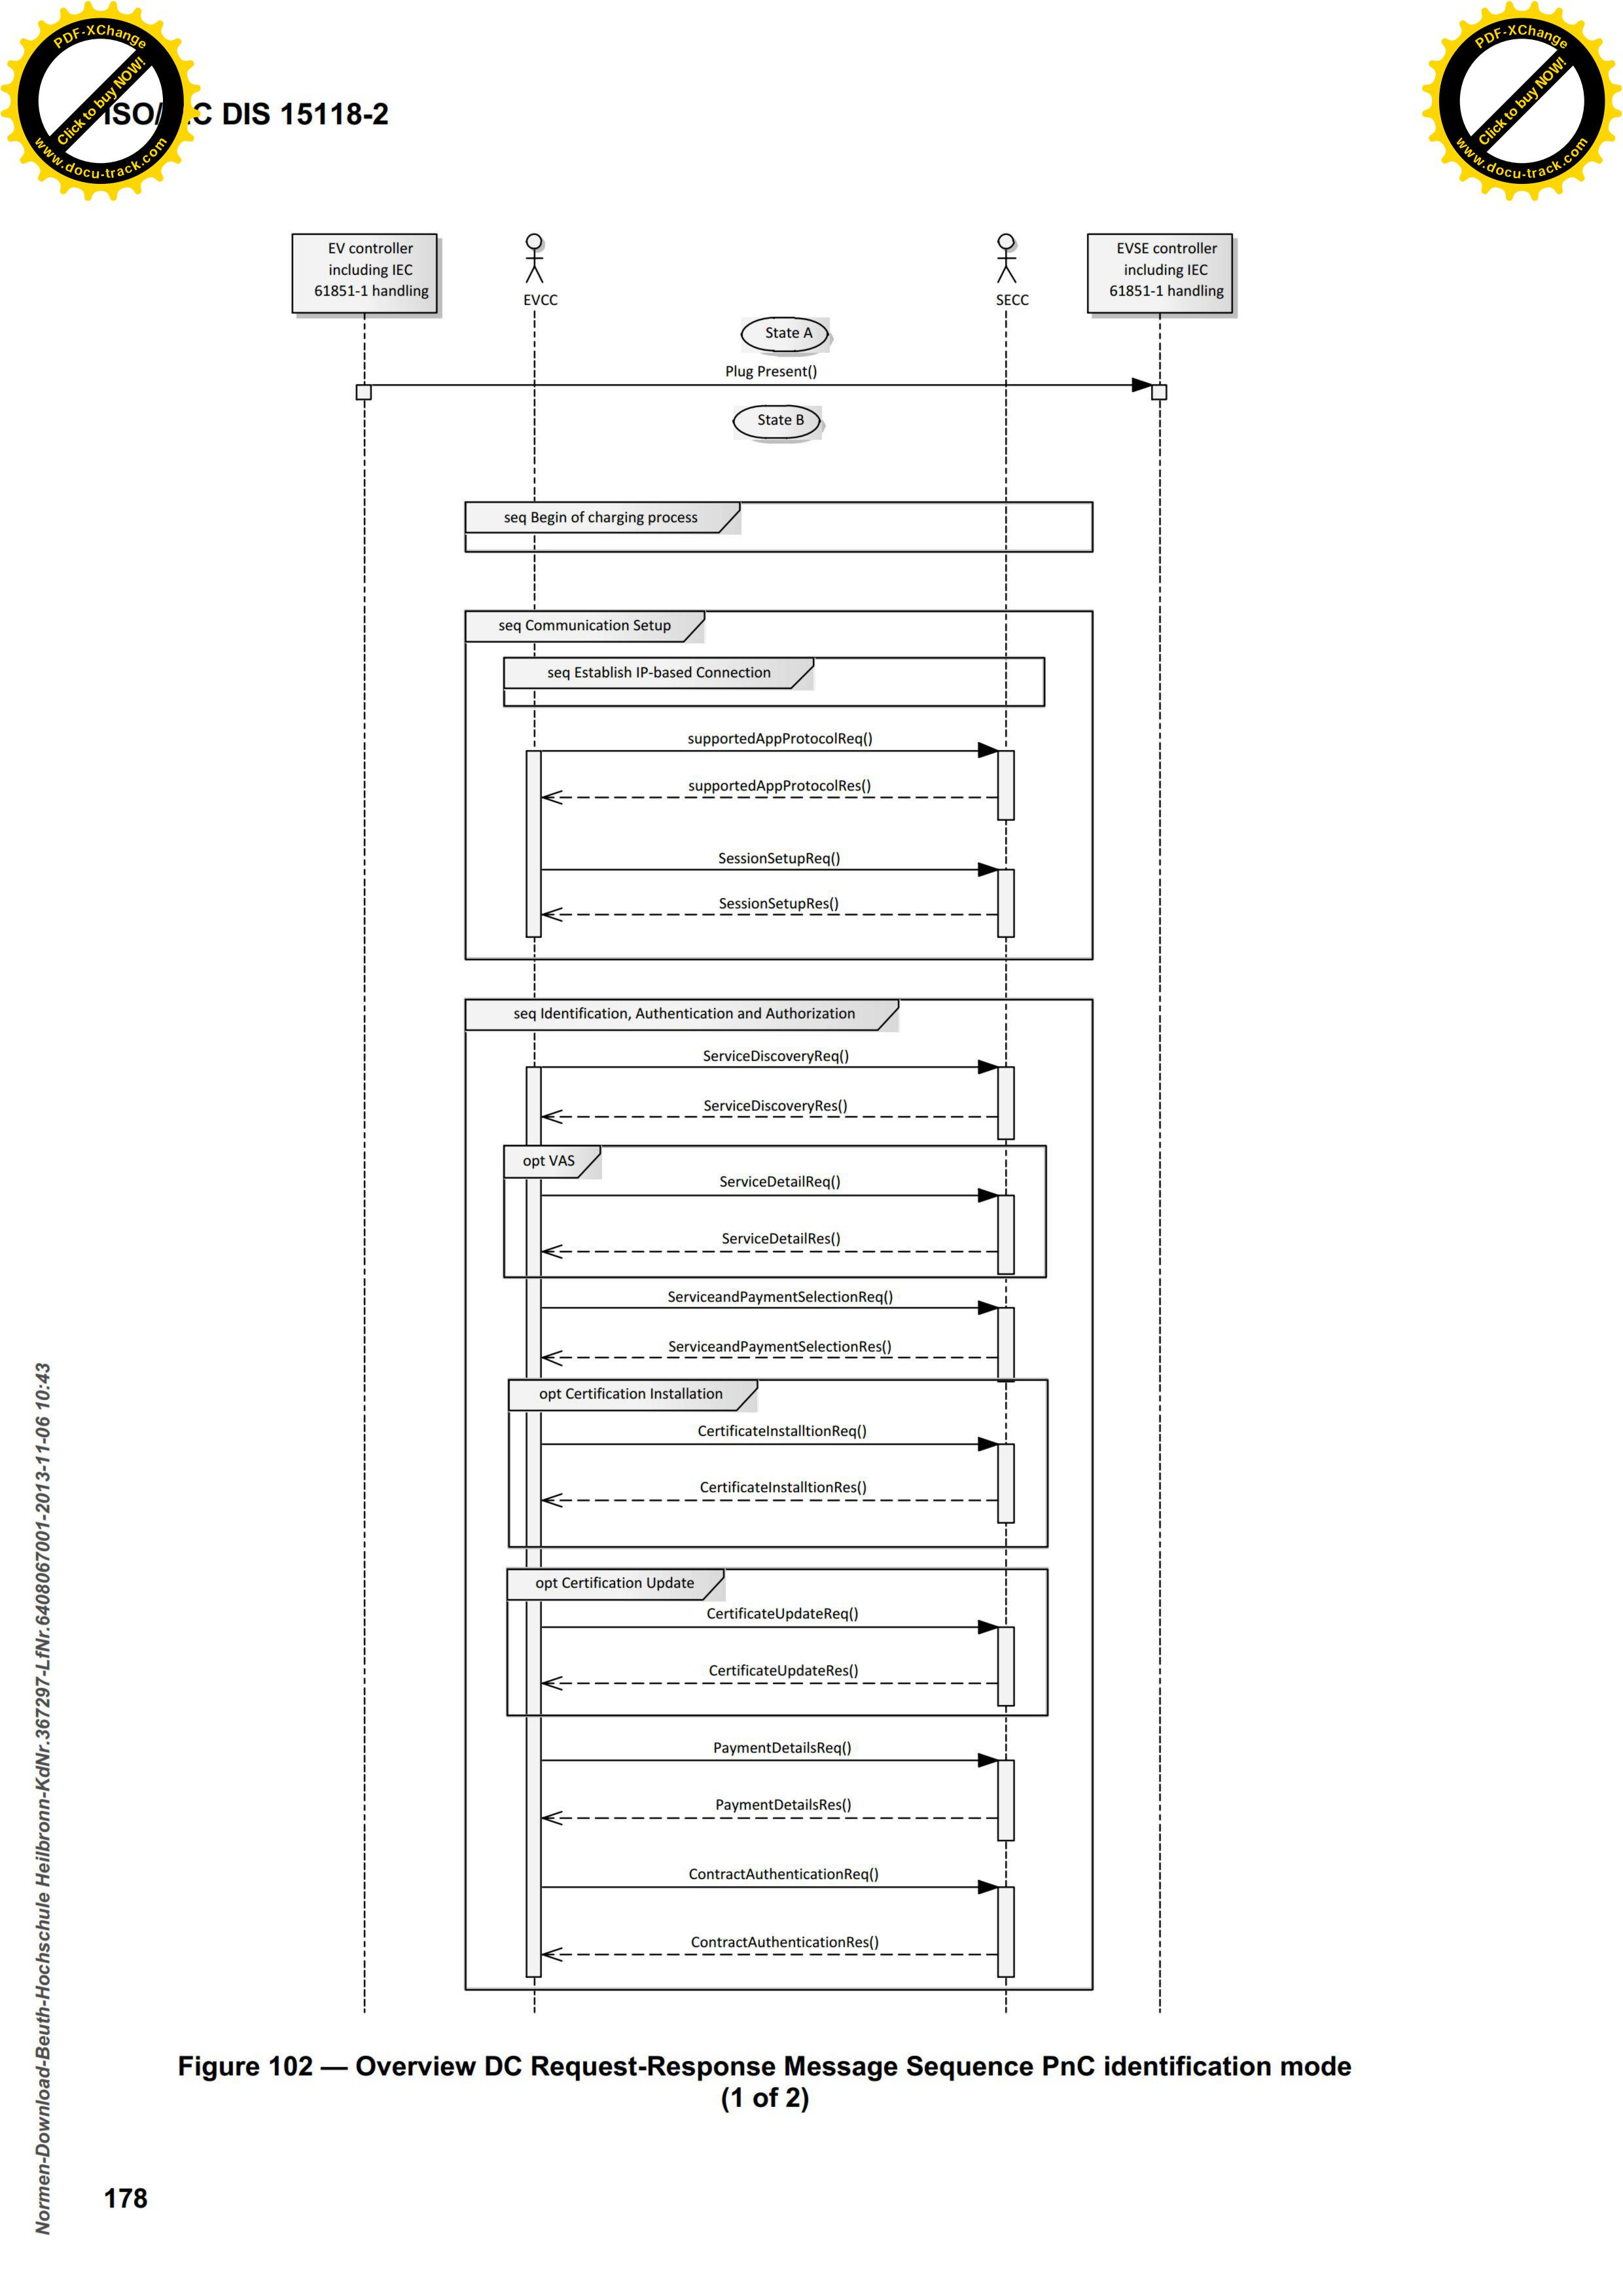 PDF-XChange
Click to buy NOW!
www.docu-track.com
PDF-XChange
Click to buy NOW!
www.docu-track.com
DIS 15118-2
EV controller
including IEC
61851-1 handling
EVCC
SECC
EVSE controller
including IEC
61851-1 handling
State A
Plug Present()
State B
seq Begin of charging process
seq Communication Setup
seq Establish IP-based Connection
supportedAppProtocolReq()
supportedAppProtocolRes()
SessionSetupReq()
SessionSetupRes()
seq Identification, Authentication and Authorization
ServiceDiscoveryReq()
ServiceDiscoveryRes()
opt VAS
ServiceDetailReq()
ServiceDetailRes()
ServiceandPaymentSelectionReq()
ServiceandPaymentSelectionRes()
opt Certification Installation
CertificateInstalltionReq()
CertificateInstalltionRes()
opt Certification Update
CertificateUpdateReq()
CertificateUpdateRes()
PaymentDetailsReq()
PaymentDetailsRes()
ContractAuthenticationReq()
ContractAuthenticationRes()
Figure 102 — Overview DC Request-Response Message Sequence PnC identification mode
(1 of 2)
178
Normen-Download-Beuth-Hochschule Heilbronn-KdNr.367297-LfNr.6408067001-2013-11-06 10:43